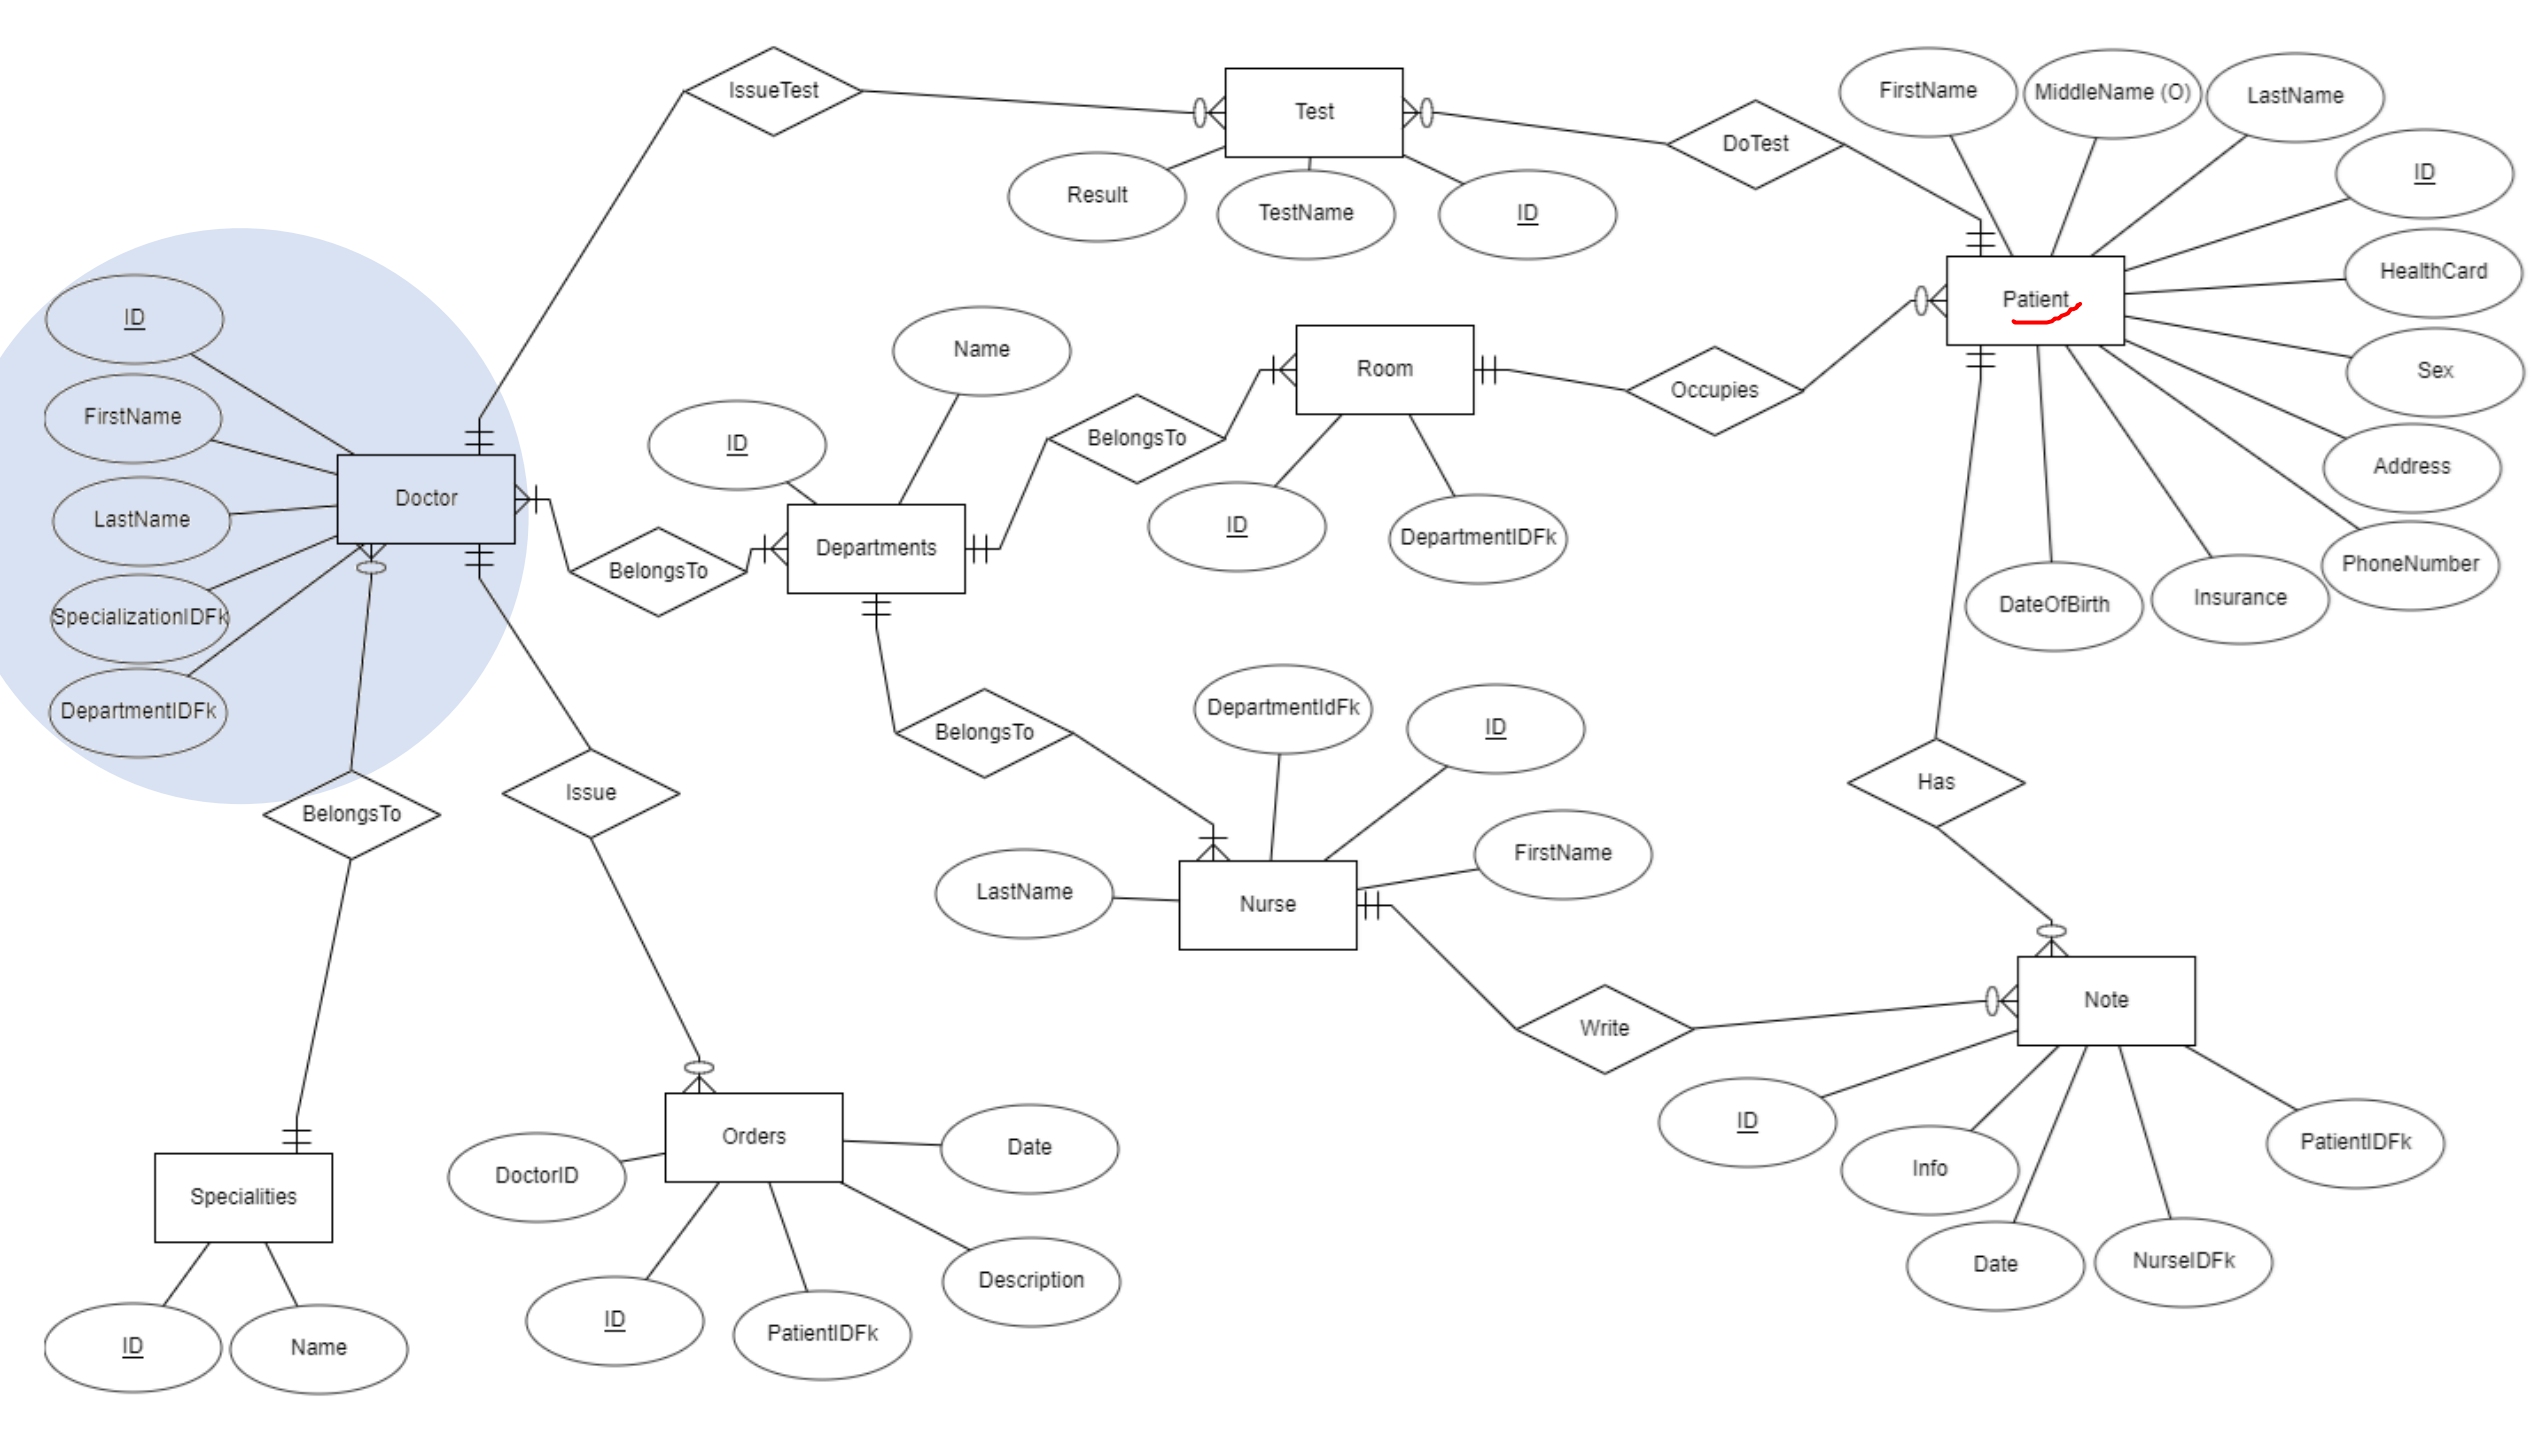 IssueTest
Test
DoTest
Result
TestName
ID
FirstName
MiddleName (O)
LastName
ID
HealthCard
Patient
Sex
Address
PhoneNumber
Insurance
DateOfBirth
ID
FirstName
LastName
SpecializationIDFk
DepartmentIDFk
Doctor
BelongsTo
ID
Name
Departments
BelongsTo
Room
ID
DepartmentIDFk
Occupies
BelongsTo
Issue
BelongsTo
DepartmentIdFk
ID
FirstName
LastName
Nurse
Has
Write
Note
ID
Info
Date
NurseIDFk
PatientIDFk
Orders
DoctorID
Date
ID
PatientIDFk
Description
Specialities
ID
Name